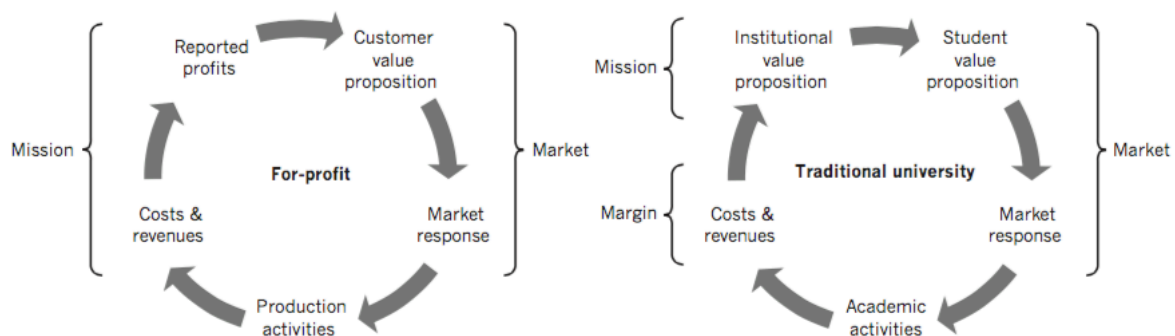 Reported
profits
Customer
value
proposition
Mission
For-profit
Market
Costs &
revenues
Market
response
Production
activities
Institutional
value
proposition
Student
value
proposition
Mission
Traditional university
Market
Margin
Costs &
revenues
Market
response
Academic
activities